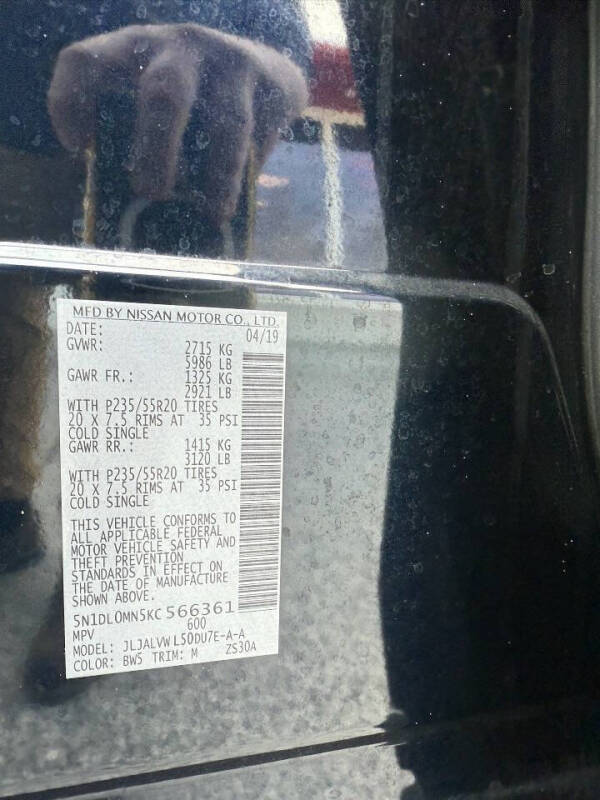 MFD BY NISSAN MOTOR CO., LTD.
DATE: 04/19
GVWR: 2715 KG
5986 LB
GAWR FR.: 1325 KG
2921 LB
WITH P235/55R20 TIRES
20 X 7.5 RIMS AT 35 PSI
COLD SINGLE
GAWR RR.: 1415 KG
3120 LB
WITH P235/55R20 TIRES
20 X 7.5 RIMS AT 35 PSI
COLD SINGLE
THIS VEHICLE CONFORMS TO
ALL APPLICABLE FEDERAL
MOTOR VEHICLE SAFETY AND
THEFT PREVENTION
STANDARDS IN EFFECT ON
THE DATE OF MANUFACTURE
SHOWN ABOVE.
5N1DL0MN5KC566361
MPV 600
MODEL: JLJALVWL50DU7E-A-A
COLOR: BW5 TRIM: M ZS30A